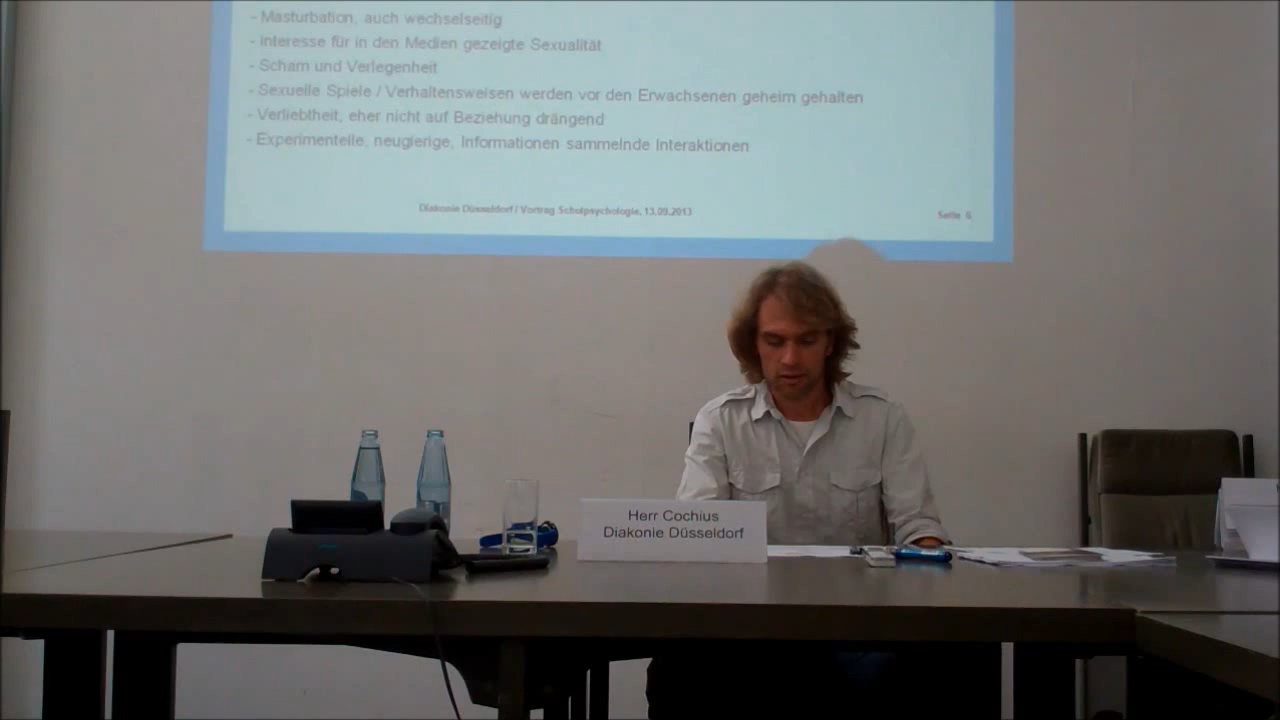 - Masturbation, auch wechselseitig
- Interesse für in den Medien gezeigte Sexualität
- Scham und Verlegenheit
- Sexuelle Spiele / Verhaltensweisen werden vor den Erwachsenen geheim gehalten
- Verliebtheit, eher nicht auf Beziehung drängend
- Experimentelle, neugierige, Informationen sammelnde Interaktionen
Diakonie Düsseldorf / Vortrag Schulpsychologie, 13.09.2013
Seite 6
Herr Cochius
Diakonie Düsseldorf